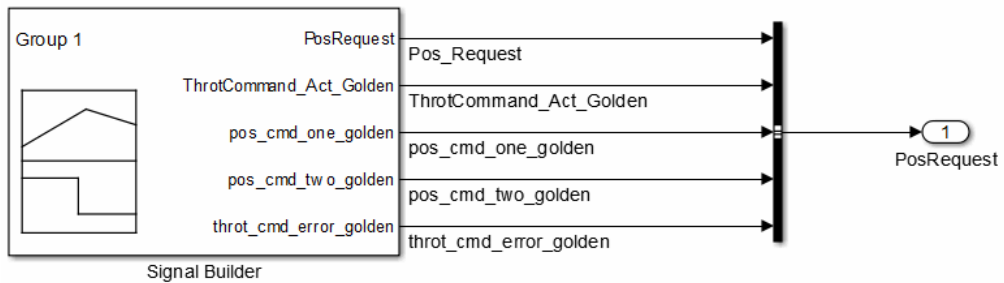 Group 1
PosRequest
Pos_Request
ThrotCommand_Act_Golden
ThrotCommand_Act_Golden
pos_cmd_one_golden
pos_cmd_one_golden
1
PosRequest
pos_cmd_two_golden
pos_cmd_two_golden
throt_cmd_error_golden
throt_cmd_error_golden
Signal Builder